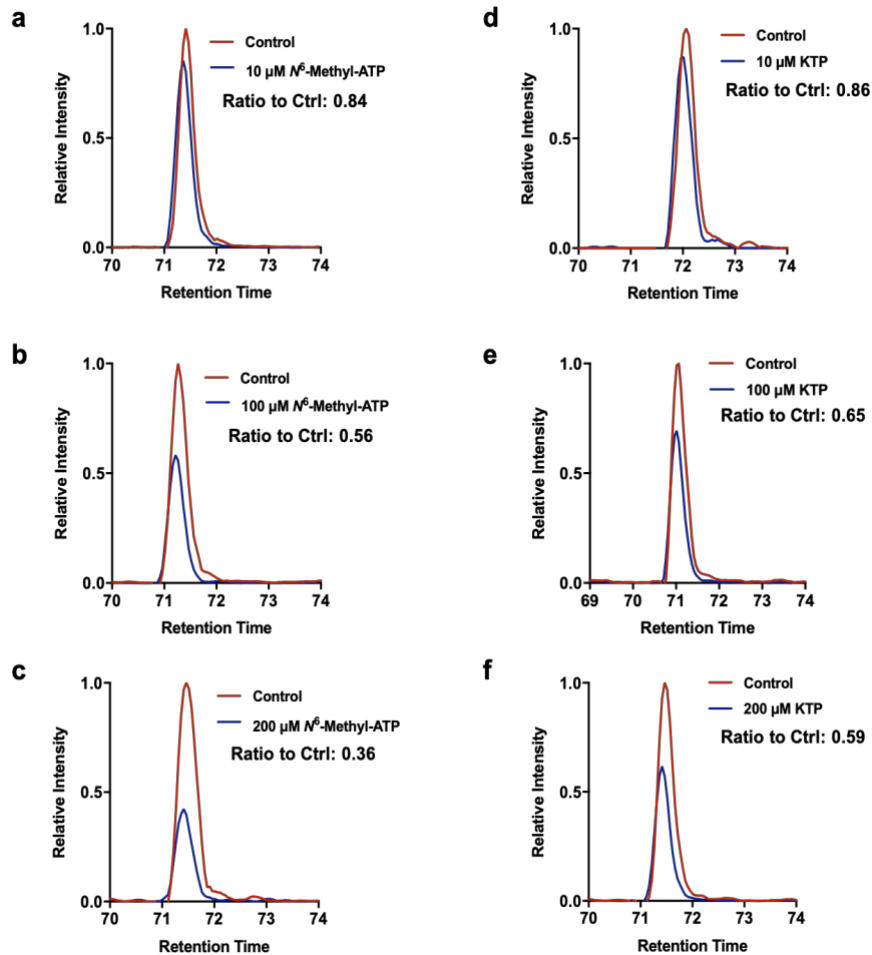 a
Relative Intensity
1.0
0.5
0.0
70 71 72 73 74
Retention Time
Control
10 µM N⁶-Methyl-ATP
Ratio to Ctrl: 0.84
d
Relative Intensity
1.0
0.5
0.0
70 71 72 73 74
Retention Time
Control
10 µM KTP
Ratio to Ctrl: 0.86
b
Relative Intensity
1.0
0.5
0.0
70 71 72 73 74
Retention Time
Control
100 µM N⁶-Methyl-ATP
Ratio to Ctrl: 0.56
e
Relative Intensity
1.0
0.5
0.0
69 70 71 72 73 74
Retention Time
Control
100 µM KTP
Ratio to Ctrl: 0.65
c
Relative Intensity
1.0
0.5
0.0
70 71 72 73 74
Retention Time
Control
200 µM N⁶-Methyl-ATP
Ratio to Ctrl: 0.36
f
Relative Intensity
1.0
0.5
0.0
70 71 72 73 74
Retention Time
Control
200 µM KTP
Ratio to Ctrl: 0.59